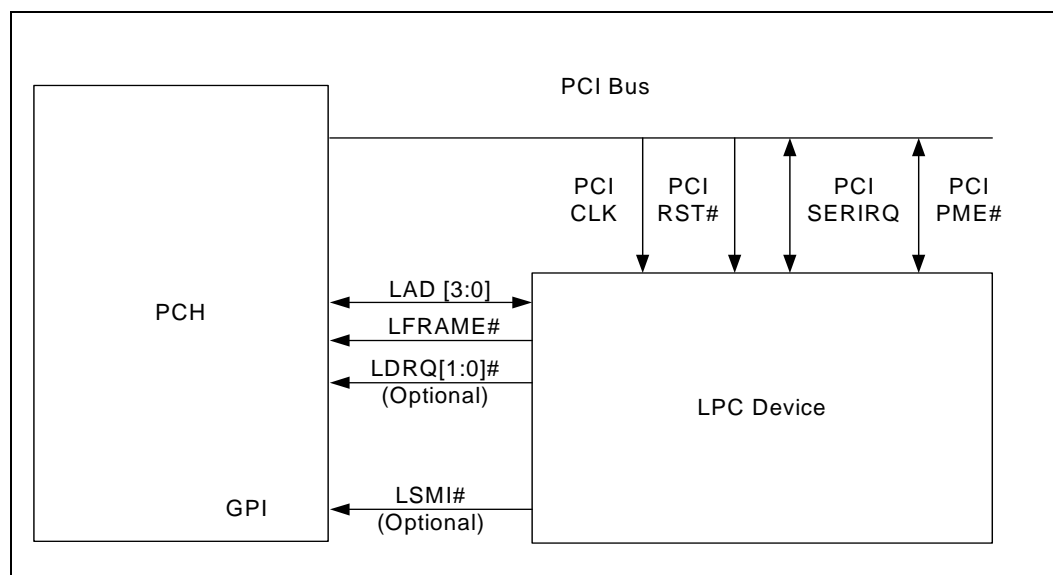 PCI Bus
PCI
CLK
PCI
RST#
PCI
SERIRQ
PCI
PME#
PCH
LAD [3:0]
LFRAME#
LDRQ[1:0]#
(Optional)
LPC Device
GPI
LSMI#
(Optional)